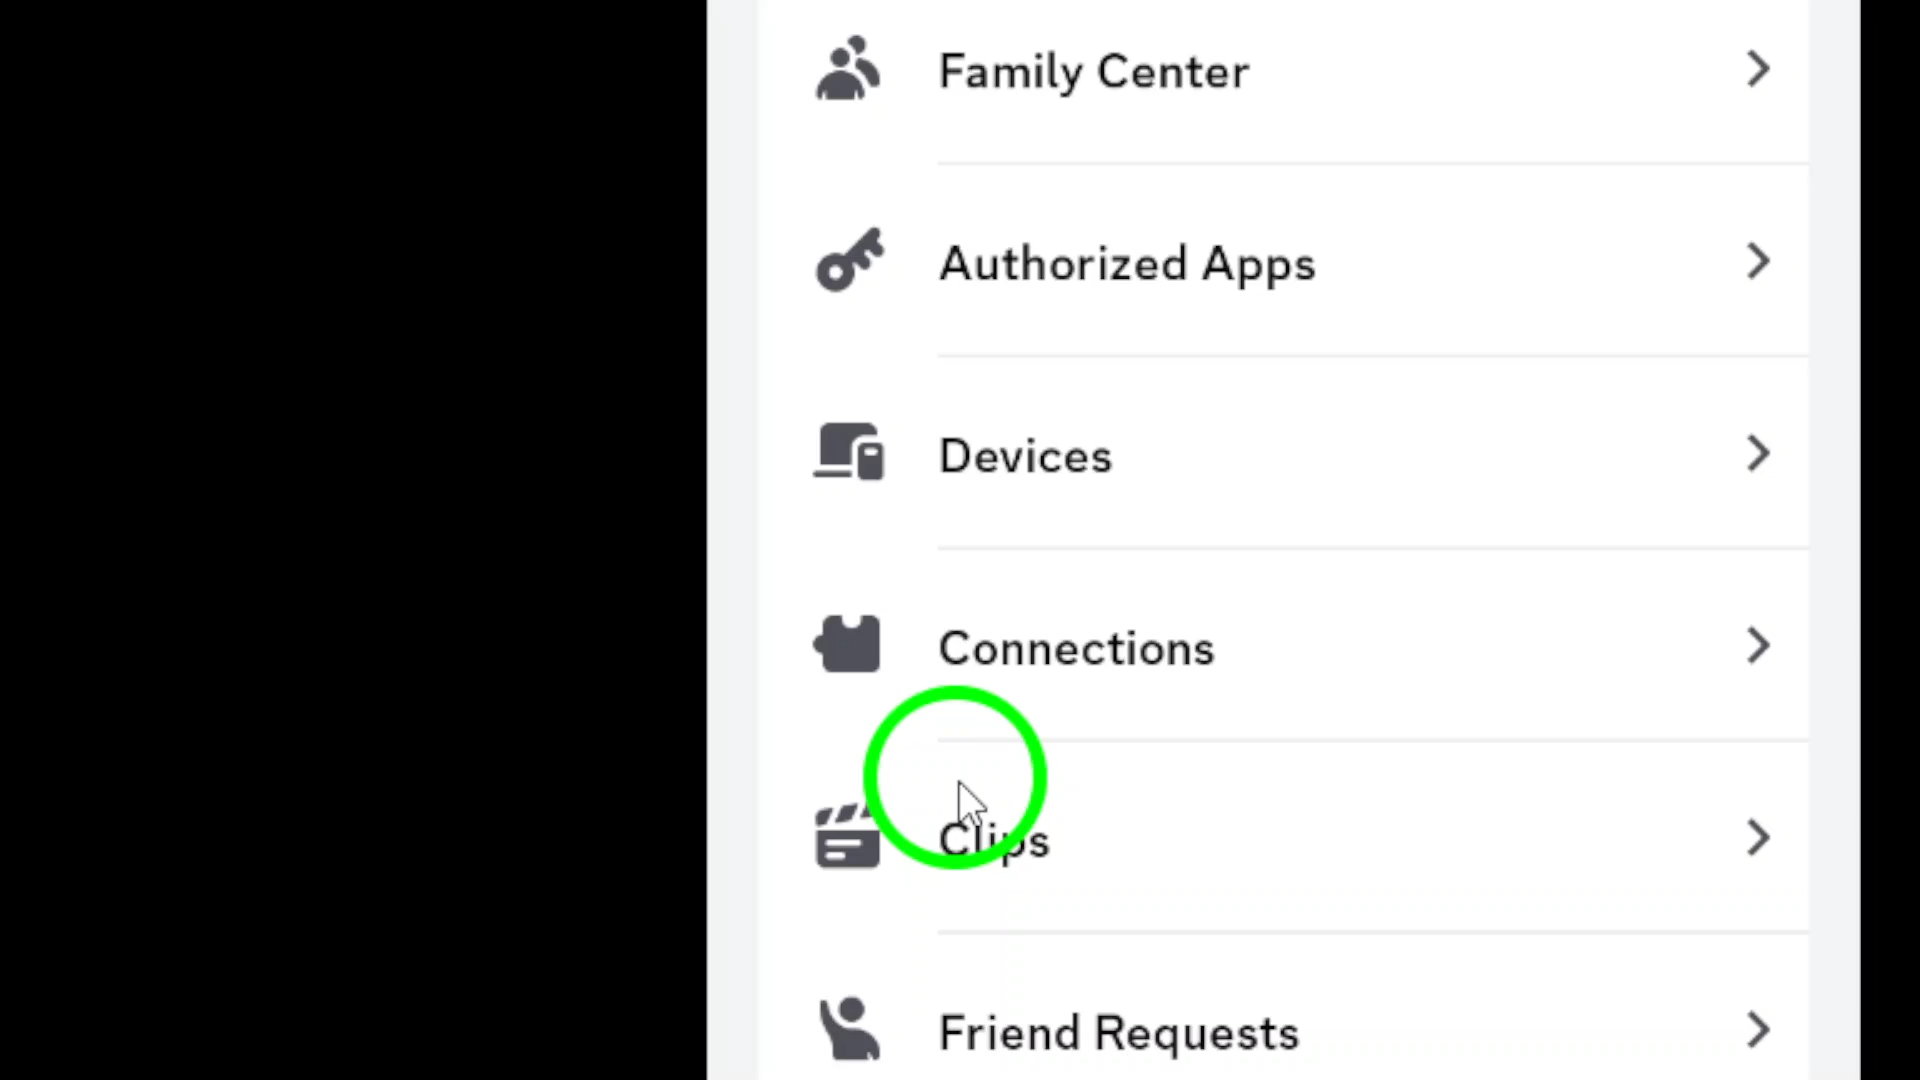 Family Center
Authorized Apps
Devices
Connections
Clips
Friend Requests